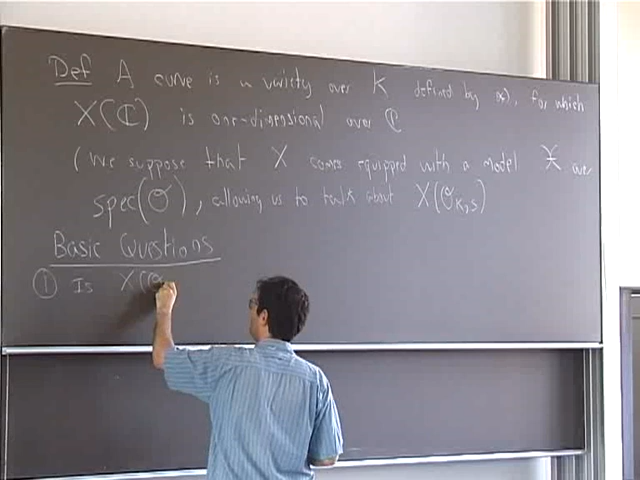 Def A curve is a variety over K defined by (*), for which
X(ℂ) is one-dimensional over ℂ
(We suppose that X comes equipped with a model 𝒳 over
spec(𝒪), allowing us to talk about X(𝒪_{K,S})
Basic Questions
① Is X(𝒪